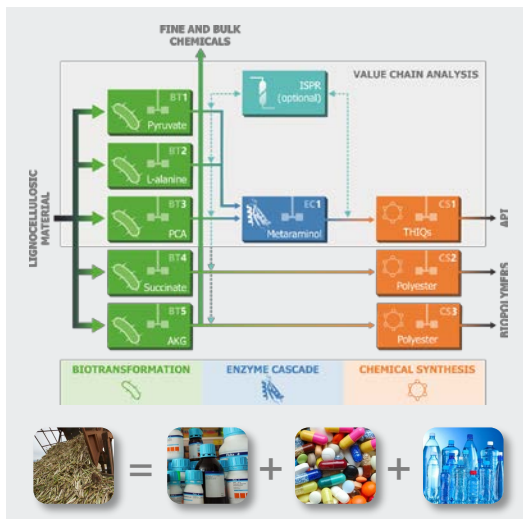 FINE AND BULK
CHEMICALS
VALUE CHAIN ANALYSIS
ISPR
(optional)
BT1
Pyruvate
BT2
L-alanine
LIGNOCELLULOSIC
MATERIAL
BT3
PCA
EC1
Metaraminol
CS1
THIQs
API
BT4
Succinate
CS2
Polyester
BIOPOLYMERS
BT5
AKG
CS3
Polyester
BIOTRANSFORMATION
ENZYME CASCADE
CHEMICAL SYNTHESIS
=
+
+